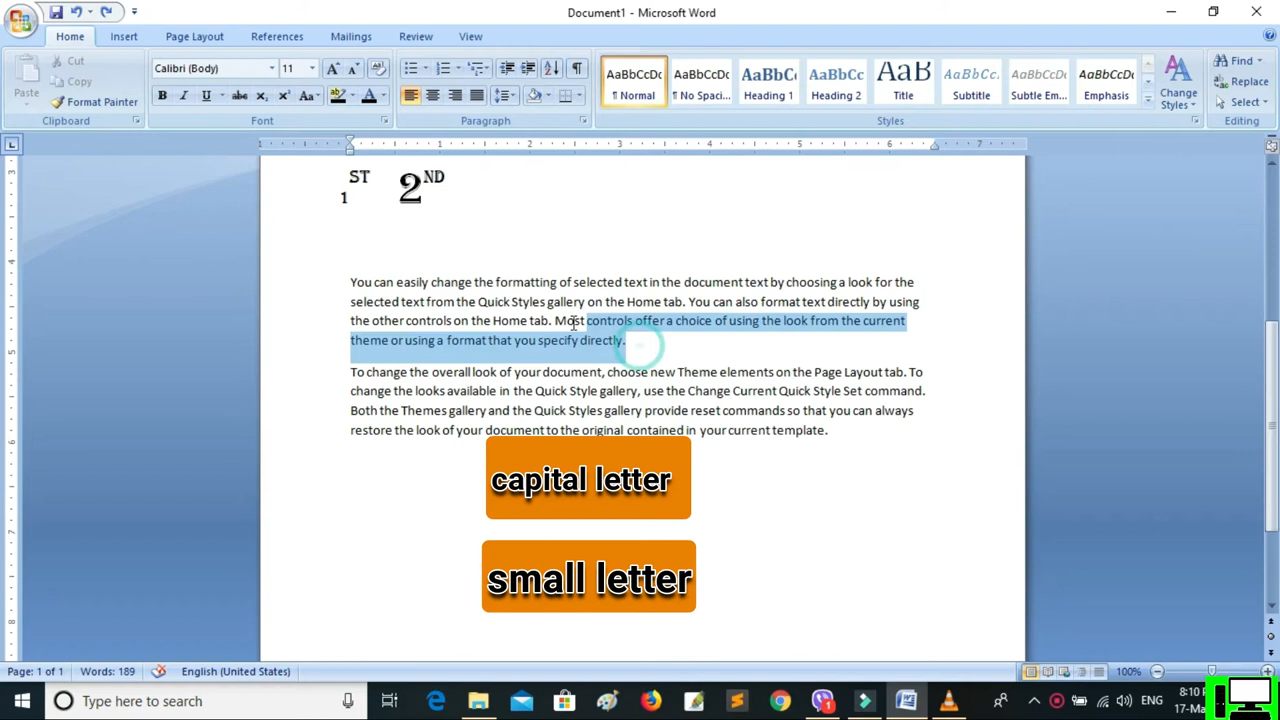 Document1 - Microsoft Word
Home Insert Page Layout References Mailings Review View
Cut
Copy
Format Painter
Paste
Clipboard
Calibri (Body) 11
Font
Paragraph
AaBbCcDc AaBbCcDc AaBbCc AaBbCc AaB AaBbCc. AaBbCcDc AaBbCcDc
¶ Normal ¶ No Spaci... Heading 1 Heading 2 Title Subtitle Subtle Em... Emphasis
Change Styles
Styles
Find
Replace
Select
Editing
1 1 2 3 4 5 6 7
1ST 2ND
You can easily change the formatting of selected text in the document text by choosing a look for the
selected text from the Quick Styles gallery on the Home tab. You can also format text directly by using
the other controls on the Home tab. Most controls offer a choice of using the look from the current
theme or using a format that you specify directly.
To change the overall look of your document, choose new Theme elements on the Page Layout tab. To
change the looks available in the Quick Style gallery, use the Change Current Quick Style Set command.
Both the Themes gallery and the Quick Styles gallery provide reset commands so that you can always
restore the look of your document to the original contained in your current template.
capital letter
small letter
Page: 1 of 1 Words: 189 English (United States) 100%
Type here to search
ENG
8:10 P